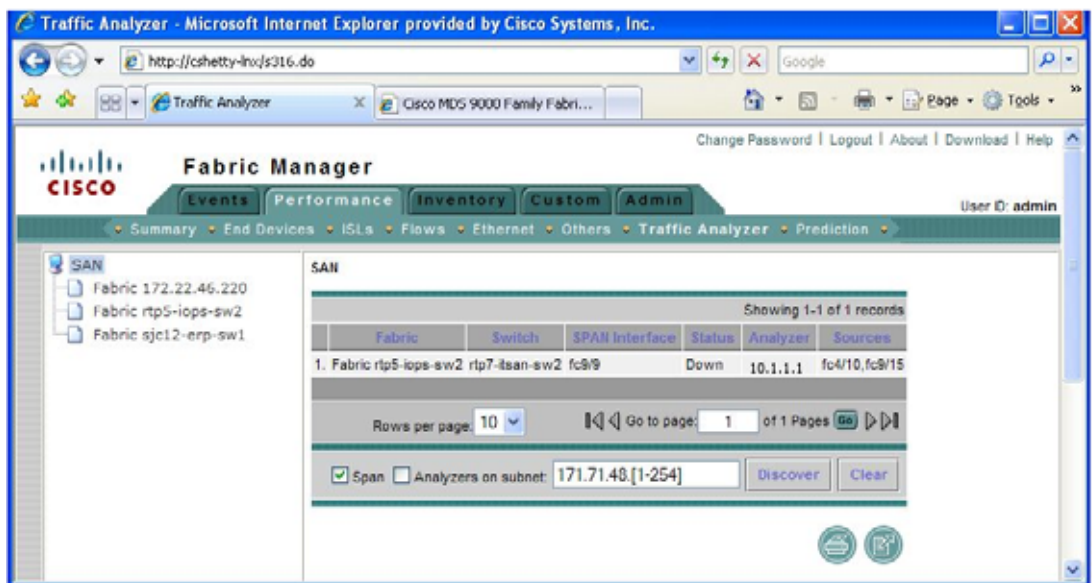 Traffic Analyzer - Microsoft Internet Explorer provided by Cisco Systems, Inc.
http://cshetty-lnx/s316.do
Google
Traffic Analyzer
Cisco MDS 9000 Family Fabri...
Page
Tools
Change Password | Logout | About | Download | Help
CISCO
Fabric Manager
Events Performance Inventory Custom Admin
User ID: admin
Summary End Devices ISLs Flows Ethernet Others Traffic Analyzer Prediction
SAN
Fabric 172.22.46.220
Fabric rtp5-iops-sw2
Fabric sjc12-erp-sw1
SAN
Showing 1-1 of 1 records
Fabric Switch SPAN Interface Status Analyzer Sources
1. Fabric rtp5-iops-sw2 rtp7-itsan-sw2 fc9/9 Down 10.1.1.1 fc4/10,fc9/15
Rows per page: 10 Go to page: 1 of 1 Pages Go
Span Analyzers on subnet: 171.71.48.[1-254] Discover Clear